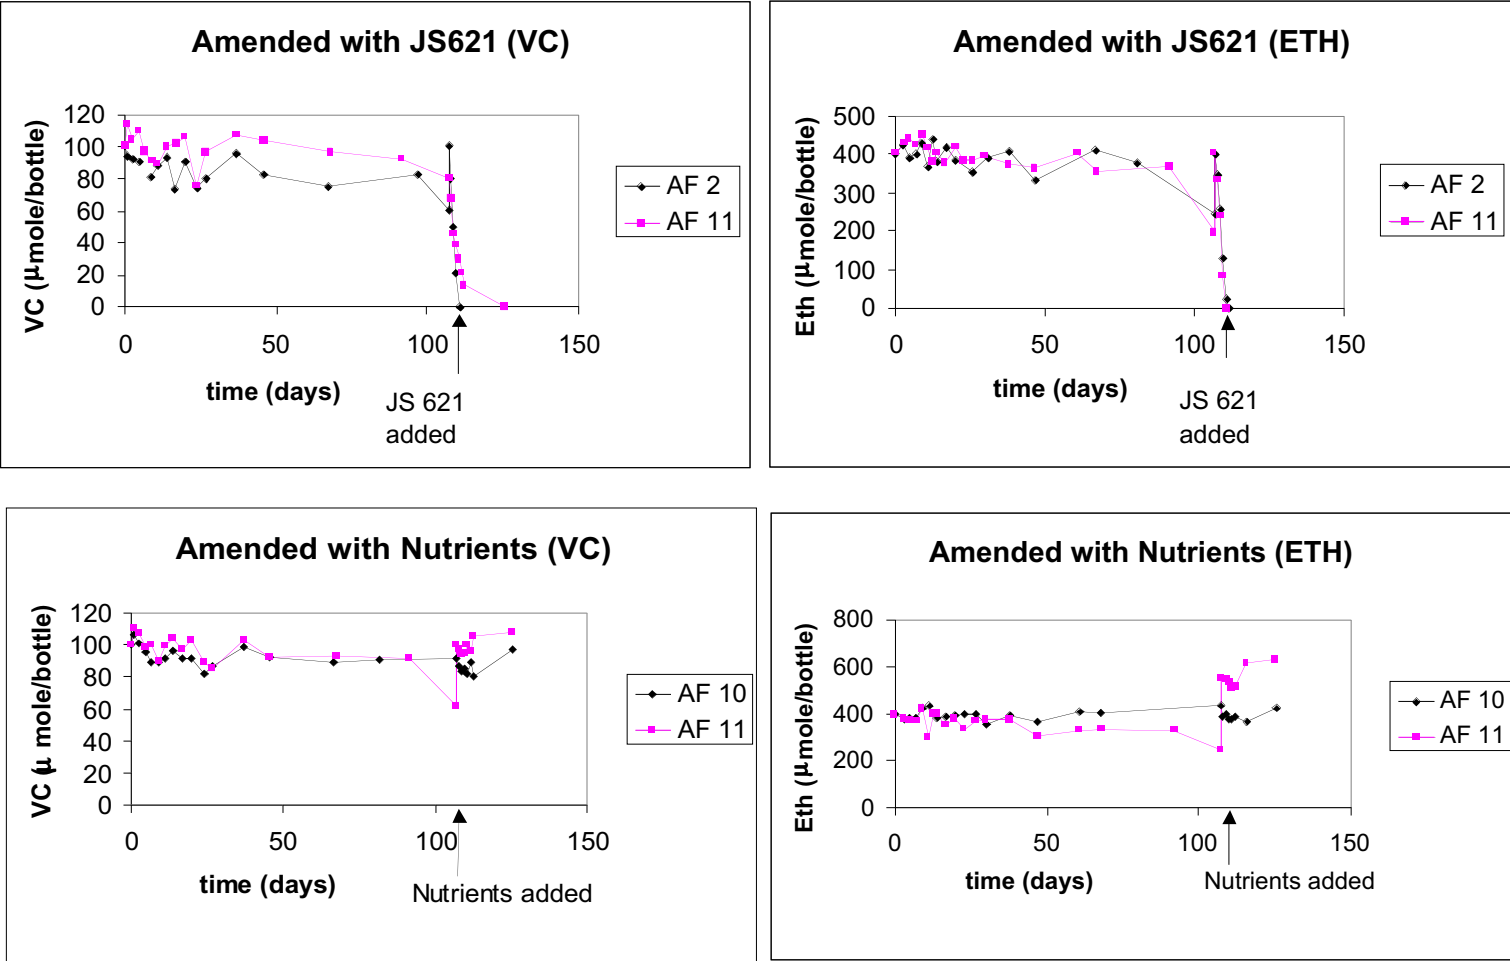 Amended with JS621 (VC)
VC (μmole/bottle)
120
100
80
60
40
20
0
0 50 100 150
time (days)
JS 621
added
AF 2
AF 11
Amended with JS621 (ETH)
Eth (μmole/bottle)
500
400
300
200
100
0
0 50 100 150
time (days)
JS 621
added
AF 2
AF 11
Amended with Nutrients (VC)
VC (μ mole/bottle)
120
100
80
60
40
20
0
0 50 100 150
time (days)
Nutrients added
AF 10
AF 11
Amended with Nutrients (ETH)
Eth (μmole/bottle)
800
600
400
200
0
0 50 100 150
time (days)
Nutrients added
AF 10
AF 11